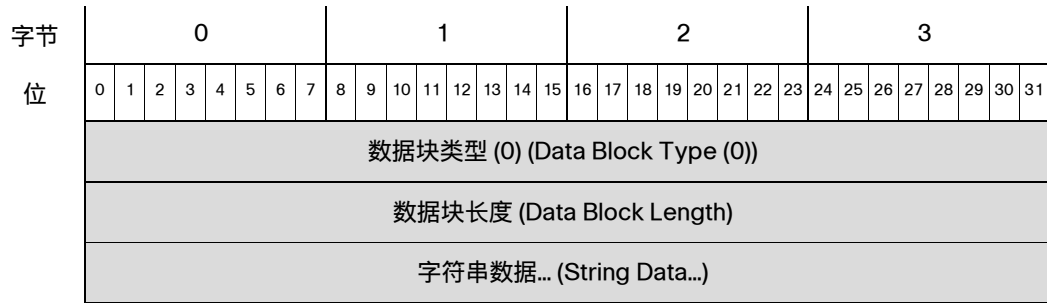 字节 0 1 2 3
位 0 1 2 3 4 5 6 7 8 9 10 11 12 13 14 15 16 17 18 19 20 21 22 23 24 25 26 27 28 29 30 31
数据块类型 (0) (Data Block Type (0))
数据块长度 (Data Block Length)
字符串数据... (String Data...)